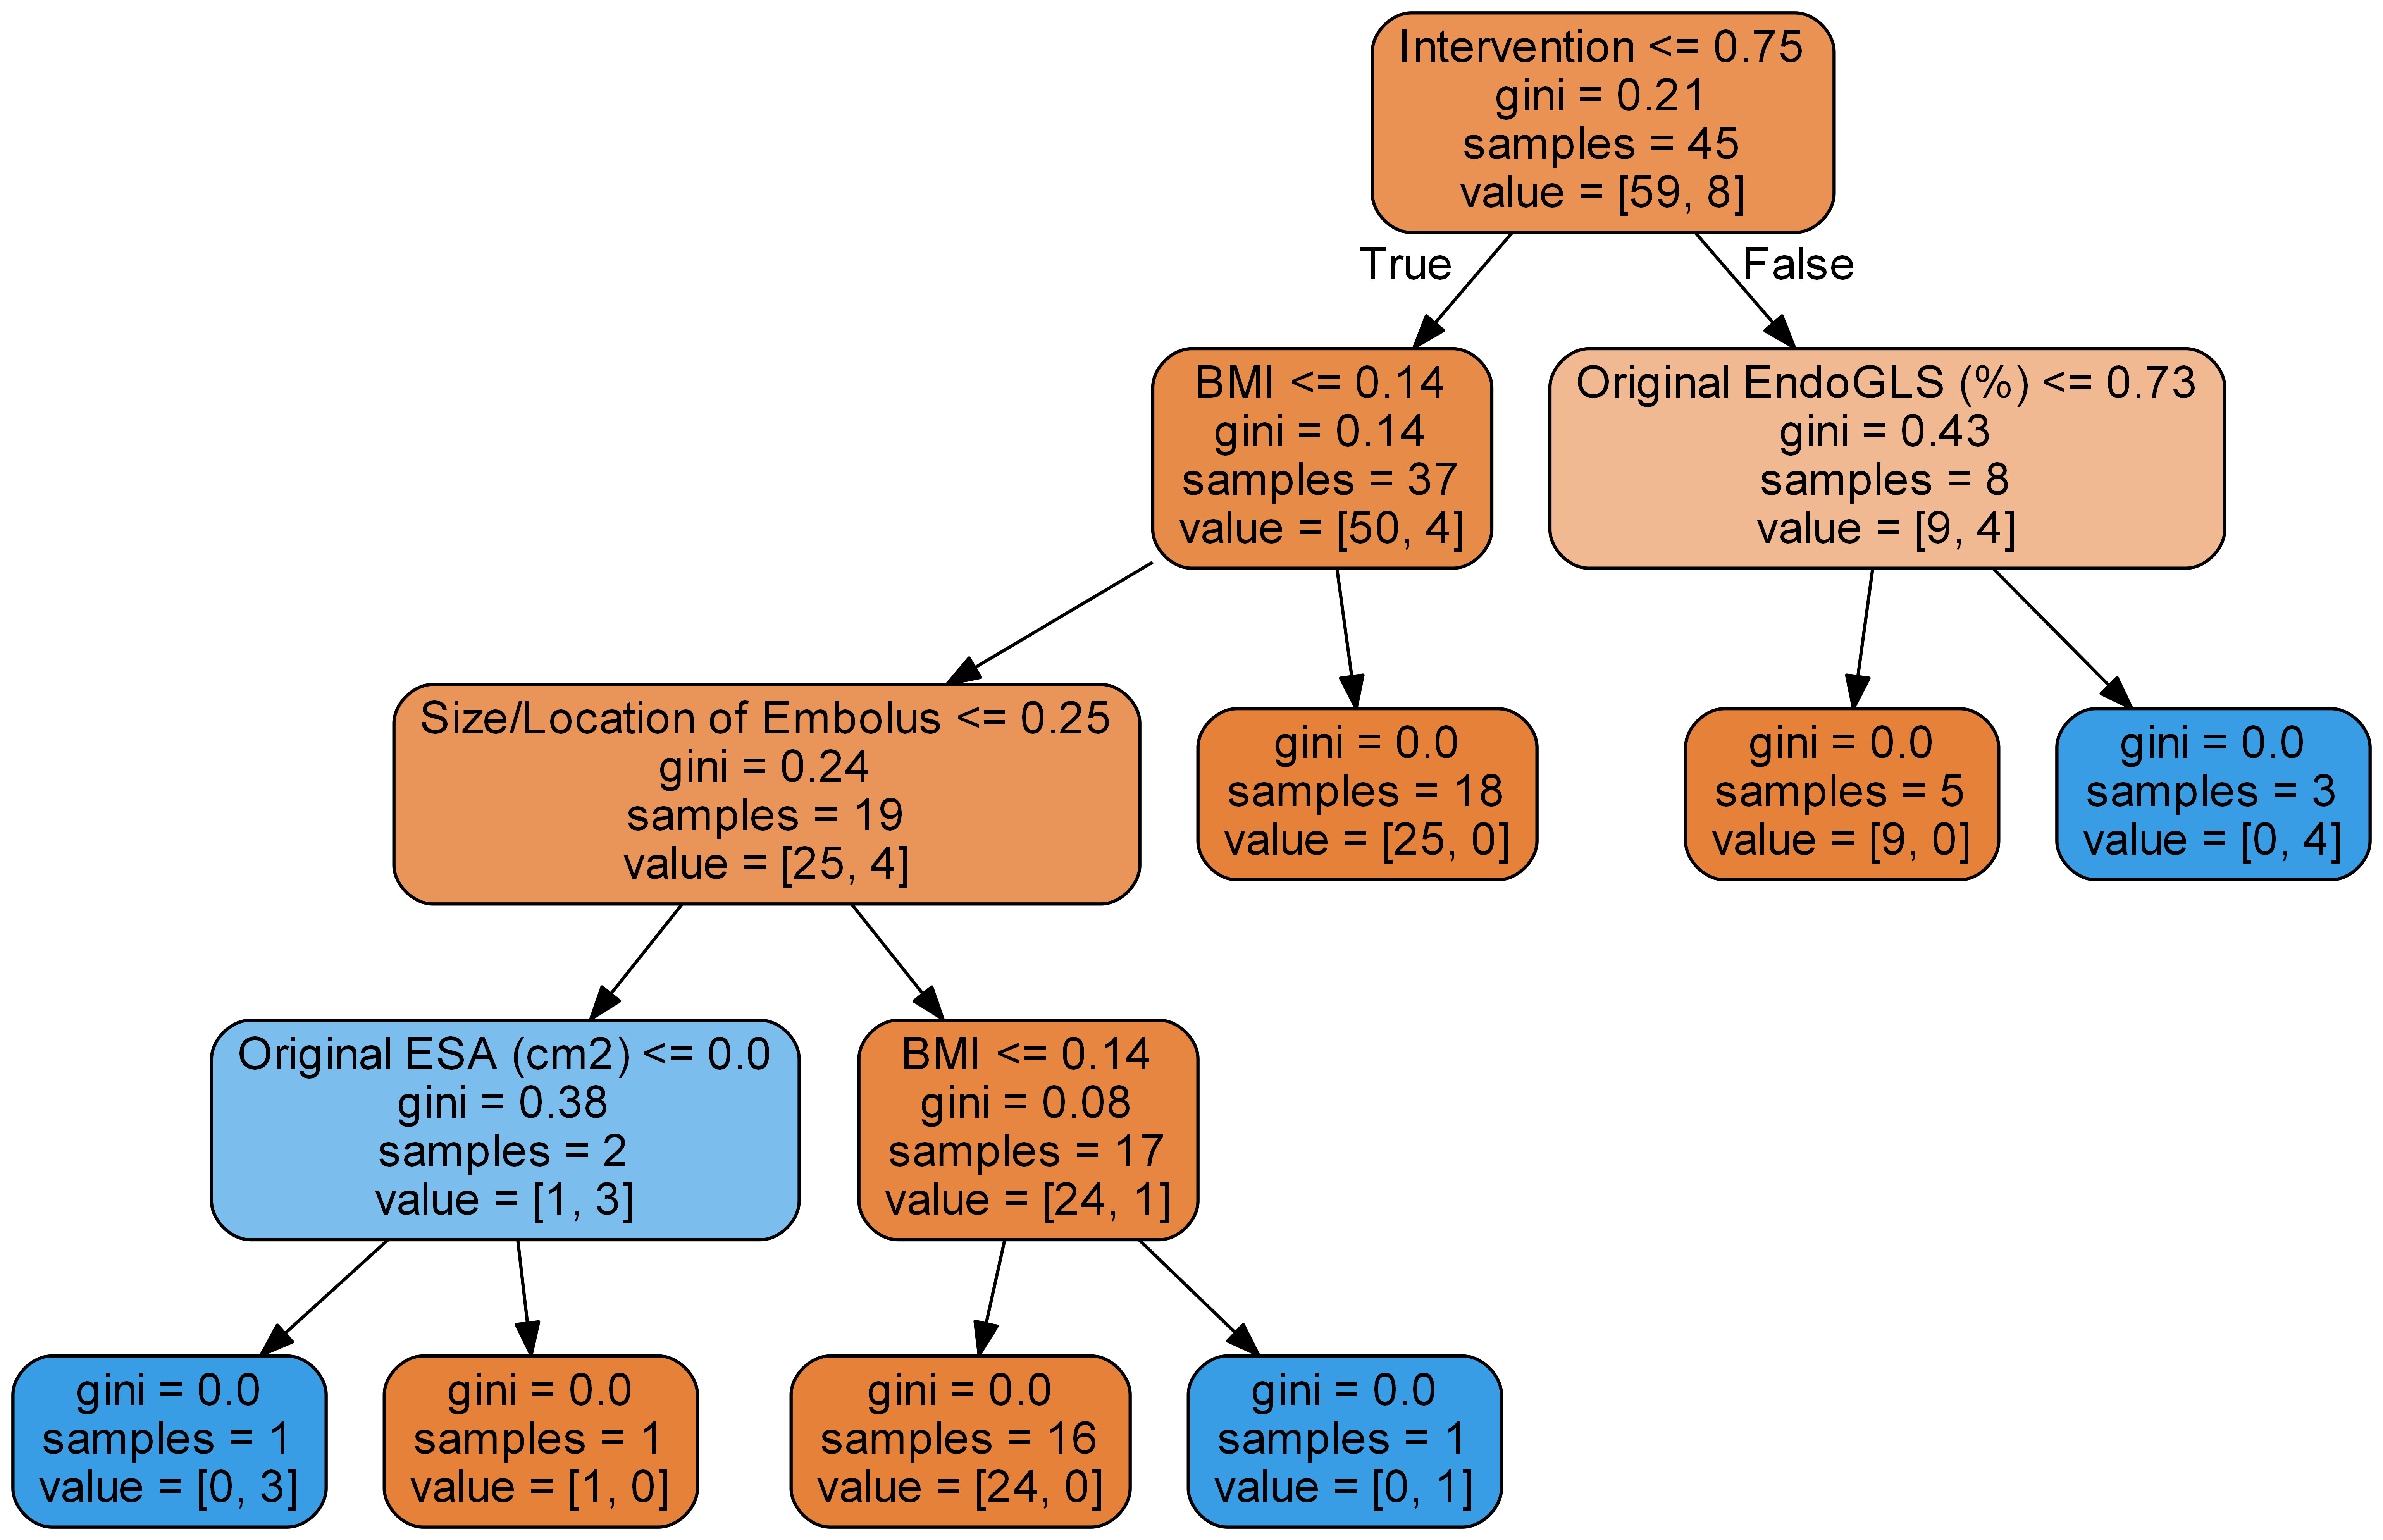 Intervention <= 0.75
gini = 0.21
samples = 45
value = [59, 8]
True
False
BMI <= 0.14
gini = 0.14
samples = 37
value = [50, 4]
Original EndoGLS (%) <= 0.73
gini = 0.43
samples = 8
value = [9, 4]
Size/Location of Embolus <= 0.25
gini = 0.24
samples = 19
value = [25, 4]
gini = 0.0
samples = 18
value = [25, 0]
gini = 0.0
samples = 5
value = [9, 0]
gini = 0.0
samples = 3
value = [0, 4]
Original ESA (cm2) <= 0.0
gini = 0.38
samples = 2
value = [1, 3]
BMI <= 0.14
gini = 0.08
samples = 17
value = [24, 1]
gini = 0.0
samples = 1
value = [0, 3]
gini = 0.0
samples = 1
value = [1, 0]
gini = 0.0
samples = 16
value = [24, 0]
gini = 0.0
samples = 1
value = [0, 1]